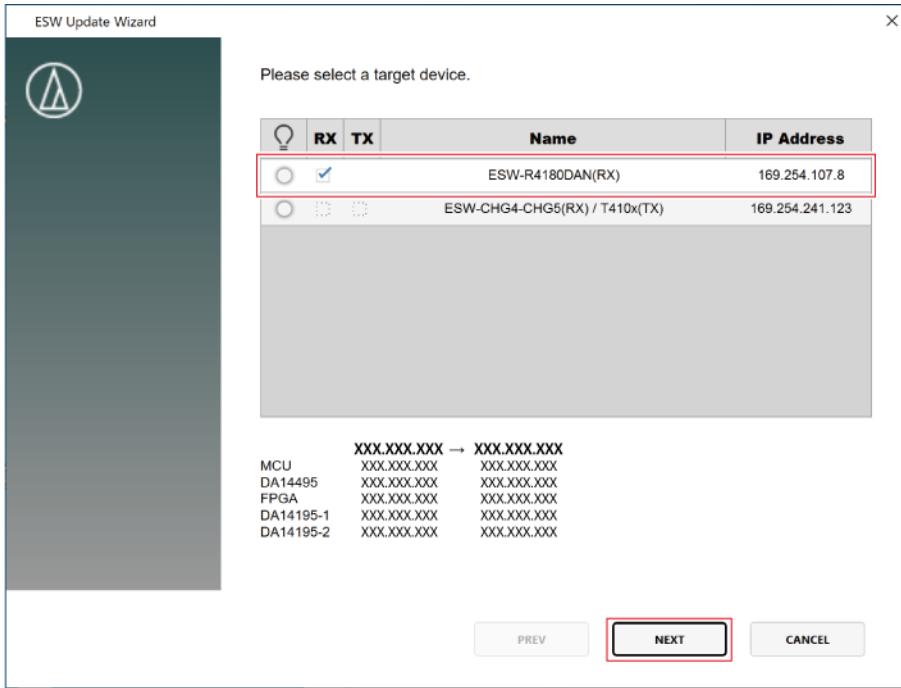 ESW Update Wizard
Please select a target device.
RX TX Name IP Address
ESW-R4180DAN(RX) 169.254.107.8
ESW-CHG4-CHG5(RX) / T410x(TX) 169.254.241.123
XXX.XXX.XXX → XXX.XXX.XXX
MCU XXX.XXX.XXX XXX.XXX.XXX
DA14495 XXX.XXX.XXX XXX.XXX.XXX
FPGA XXX.XXX.XXX XXX.XXX.XXX
DA14195-1 XXX.XXX.XXX XXX.XXX.XXX
DA14195-2 XXX.XXX.XXX XXX.XXX.XXX
PREV NEXT CANCEL